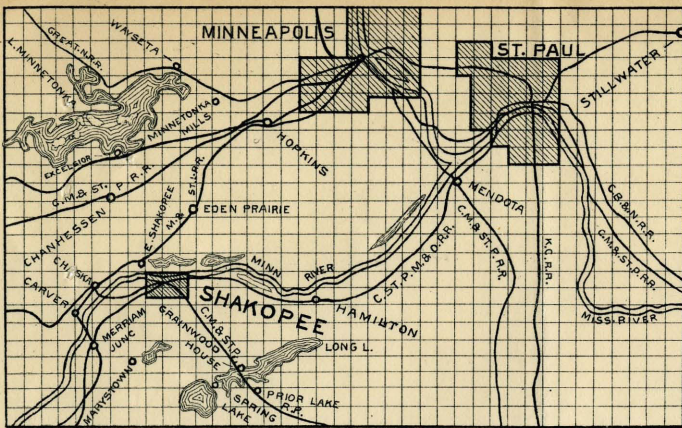 MINNEAPOLIS
ST. PAUL
STILLWATER
GREAT. N. R.R.
WAYSETA
L. MINNETONKA
MINNETONKA
MILLS
EXCELSIOR
HOPKINS
C.M.& ST. P. R.R.
CHANHESSEN
M. & ST. L. R.R.
EDEN PRAIRIE
MENDOTA
E. SHAKOPEE
CHASKA
CARVER
MINN RIVER
C. ST. P. M. & O. R.R.
C.M. & ST. P. R.R.
K.C. R.R.
C.B. & N. R.R.
C.M. & ST. P. RR.
MISS. RIVER
SHAKOPEE
HAMILTON
MERRIAM
JUNC
MARYSTOWN
C.M. & ST. P.
R.R.
GRAINWOOD
HOUSE
LONG L.
PRIOR LAKE
SPRING
LAKE